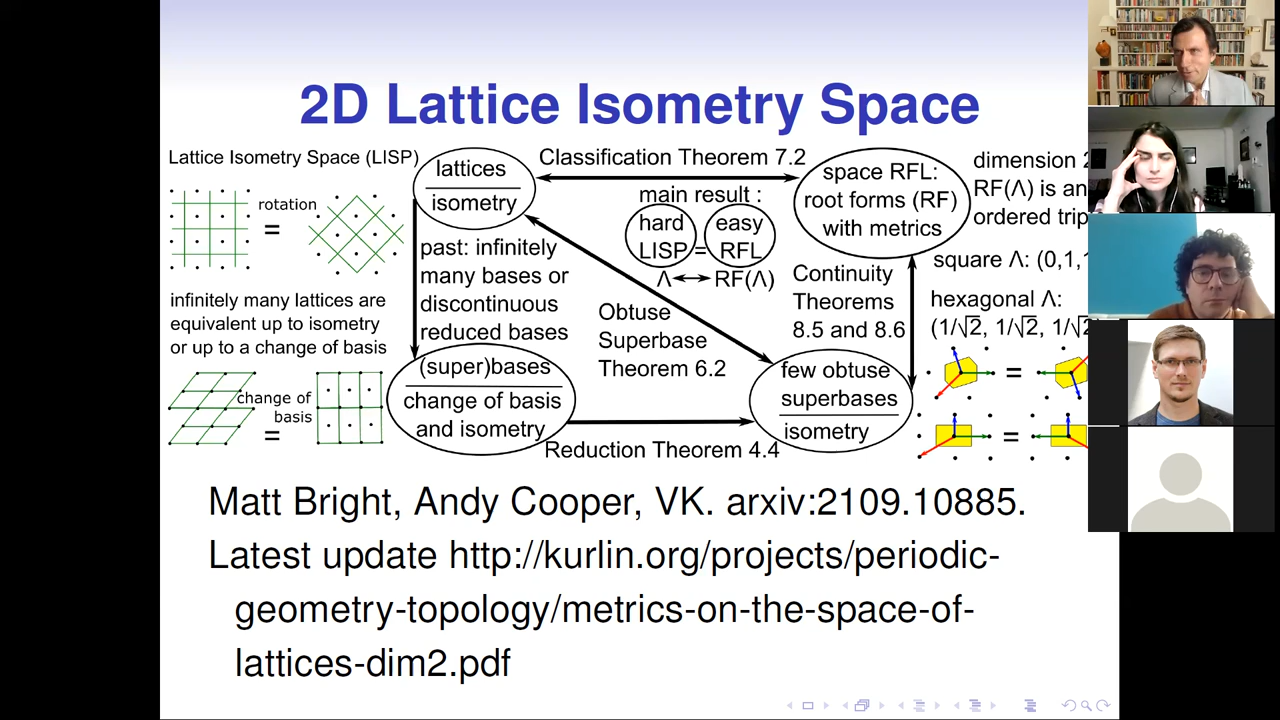 2D Lattice Isometry Space
Lattice Isometry Space (LISP)
rotation
=
infinitely many lattices are
equivalent up to isometry
or up to a change of basis
change of
basis
=
lattices
isometry
past: infinitely
many bases or
discontinuous
reduced bases
(super)bases
change of basis
and isometry
Classification Theorem 7.2
main result :
hard easy
LISP = RFL
Λ RF(Λ)
Obtuse
Superbase
Theorem 6.2
Reduction Theorem 4.4
space RFL:
root forms (RF)
with metrics
Continuity
Theorems
8.5 and 8.6
few obtuse
superbases
isometry
dimension 2
RF(Λ) is an
ordered trip
square Λ: (0,1,1
hexagonal Λ:
(1/√2, 1/√2, 1/√2
=
=
Matt Bright, Andy Cooper, VK. arxiv:2109.10885.
Latest update http://kurlin.org/projects/periodic-
geometry-topology/metrics-on-the-space-of-
lattices-dim2.pdf